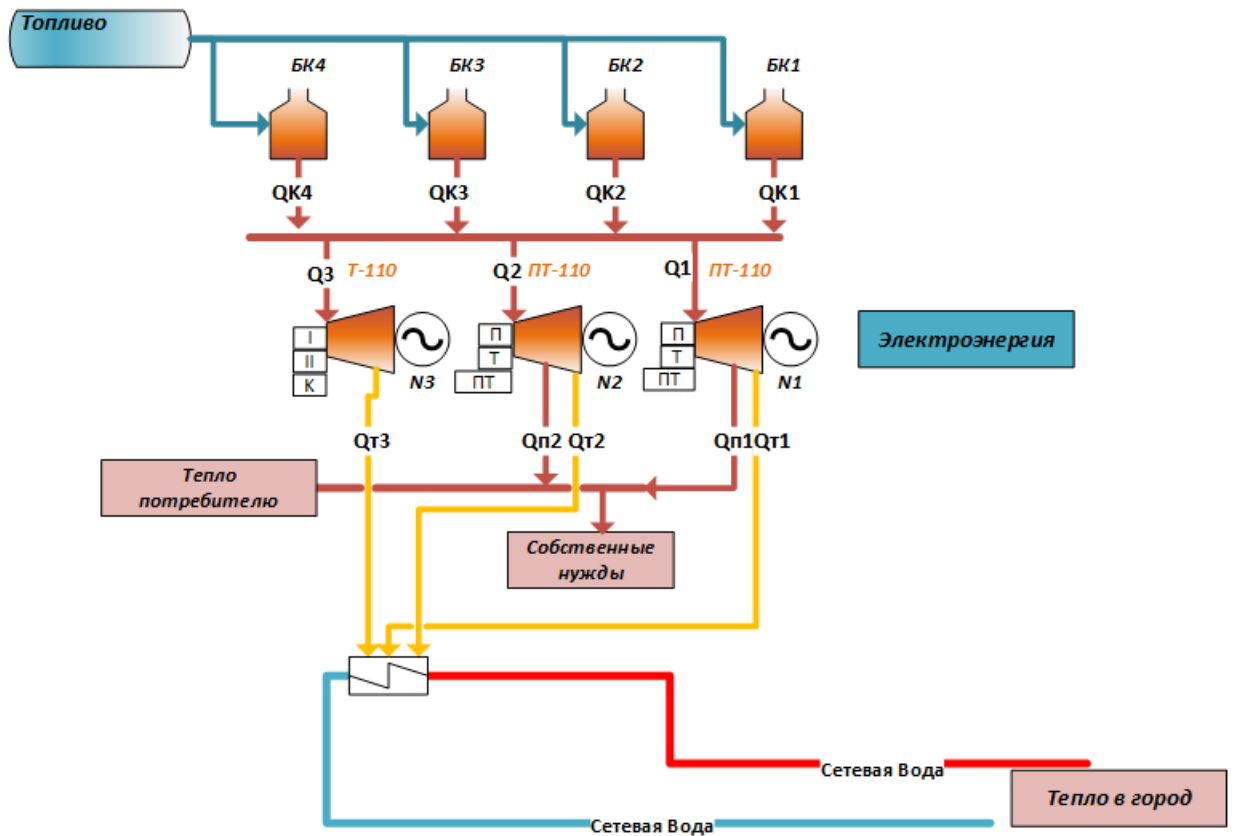 Топливо
БК4
БК3
БК2
БК1
QК4
QК3
QК2
QК1
Q3
Т-110
Q2
ПТ-110
Q1
ПТ-110
I
II
К
N3
П
Т
ПТ
N2
П
Т
ПТ
N1
Электроэнергия
Qт3
Qп2
Qт2
Qп1
Qт1
Тепло
потребителю
Собственные
нужды
Сетевая Вода
Тепло в город
Сетевая Вода